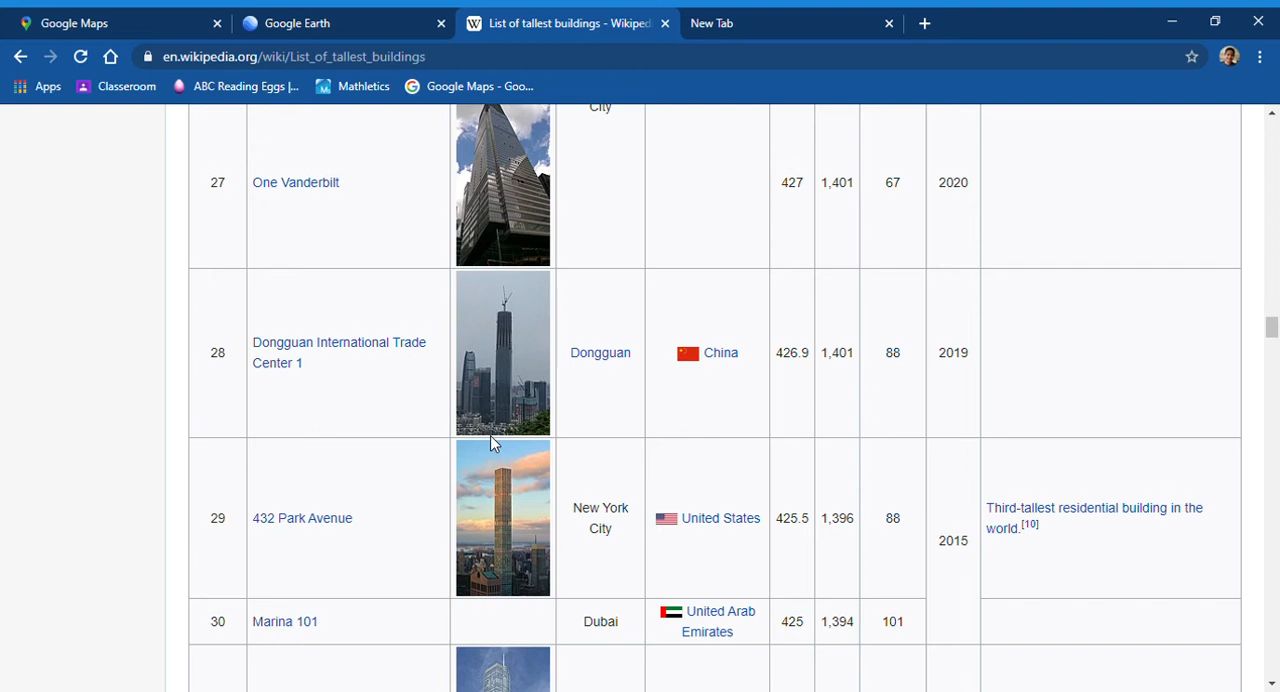 Google Maps
Google Earth
W List of tallest buildings - Wikiped
New Tab
en.wikipedia.org/wiki/List_of_tallest_buildings
Apps
Classroom
ABC Reading Eggs |...
Mathletics
Google Maps - Goo...
City
27 One Vanderbilt 427 1,401 67 2020
28 Dongguan International Trade
Center 1 Dongguan China 426.9 1,401 88 2019
29 432 Park Avenue New York
City United States 425.5 1,396 88 2015 Third-tallest residential building in the
world.[10]
30 Marina 101 Dubai United Arab
Emirates 425 1,394 101